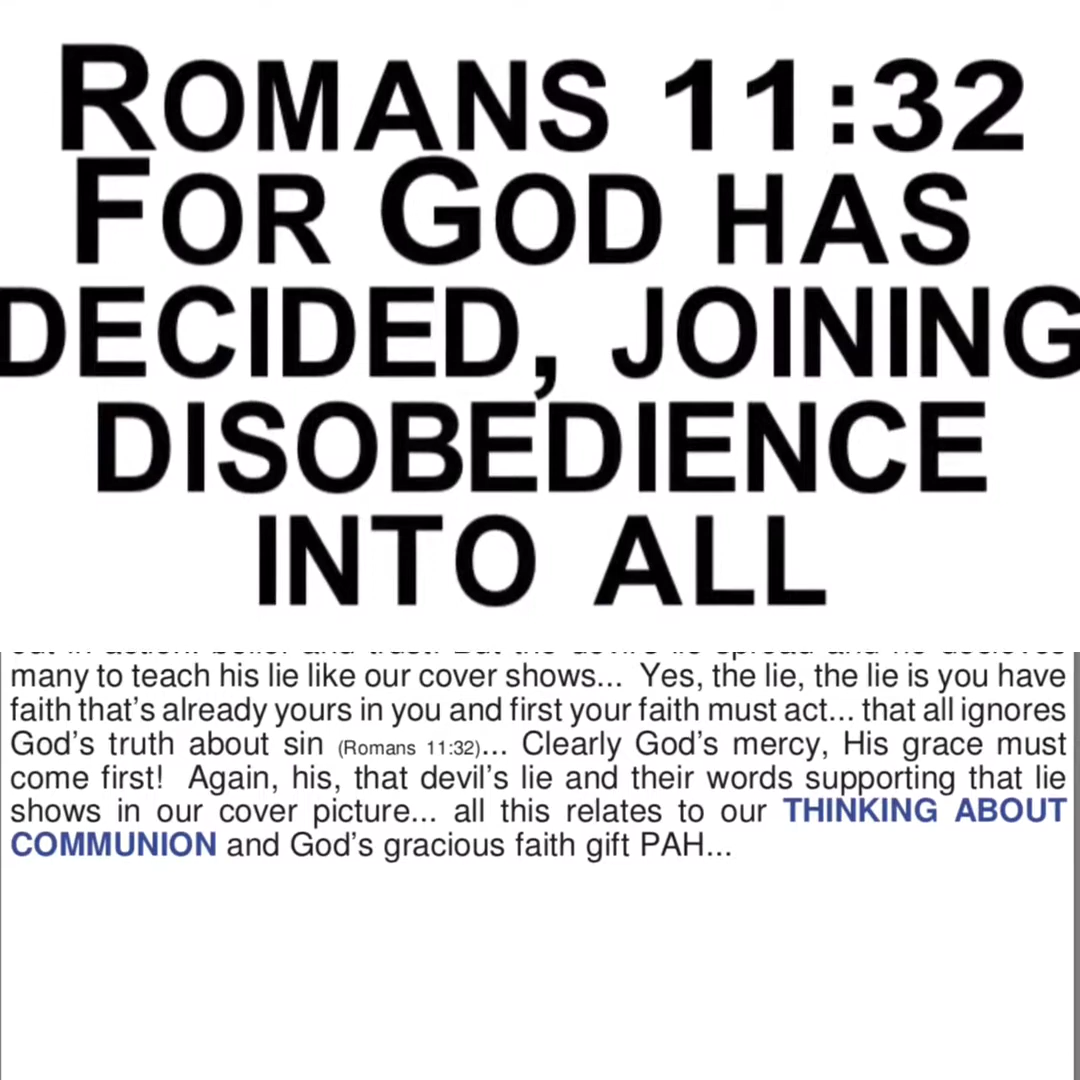 ROMANS 11:32
FOR GOD HAS
DECIDED, JOINING
DISOBEDIENCE
INTO ALL
many to teach his lie like our cover shows... Yes, the lie, the lie is you have
faith that's already yours in you and first your faith must act... that all ignores
God's truth about sin (Romans 11:32)... Clearly God's mercy, His grace must
come first! Again, his, that devil's lie and their words supporting that lie
shows in our cover picture... all this relates to our THINKING ABOUT
COMMUNION and God's gracious faith gift PAH...